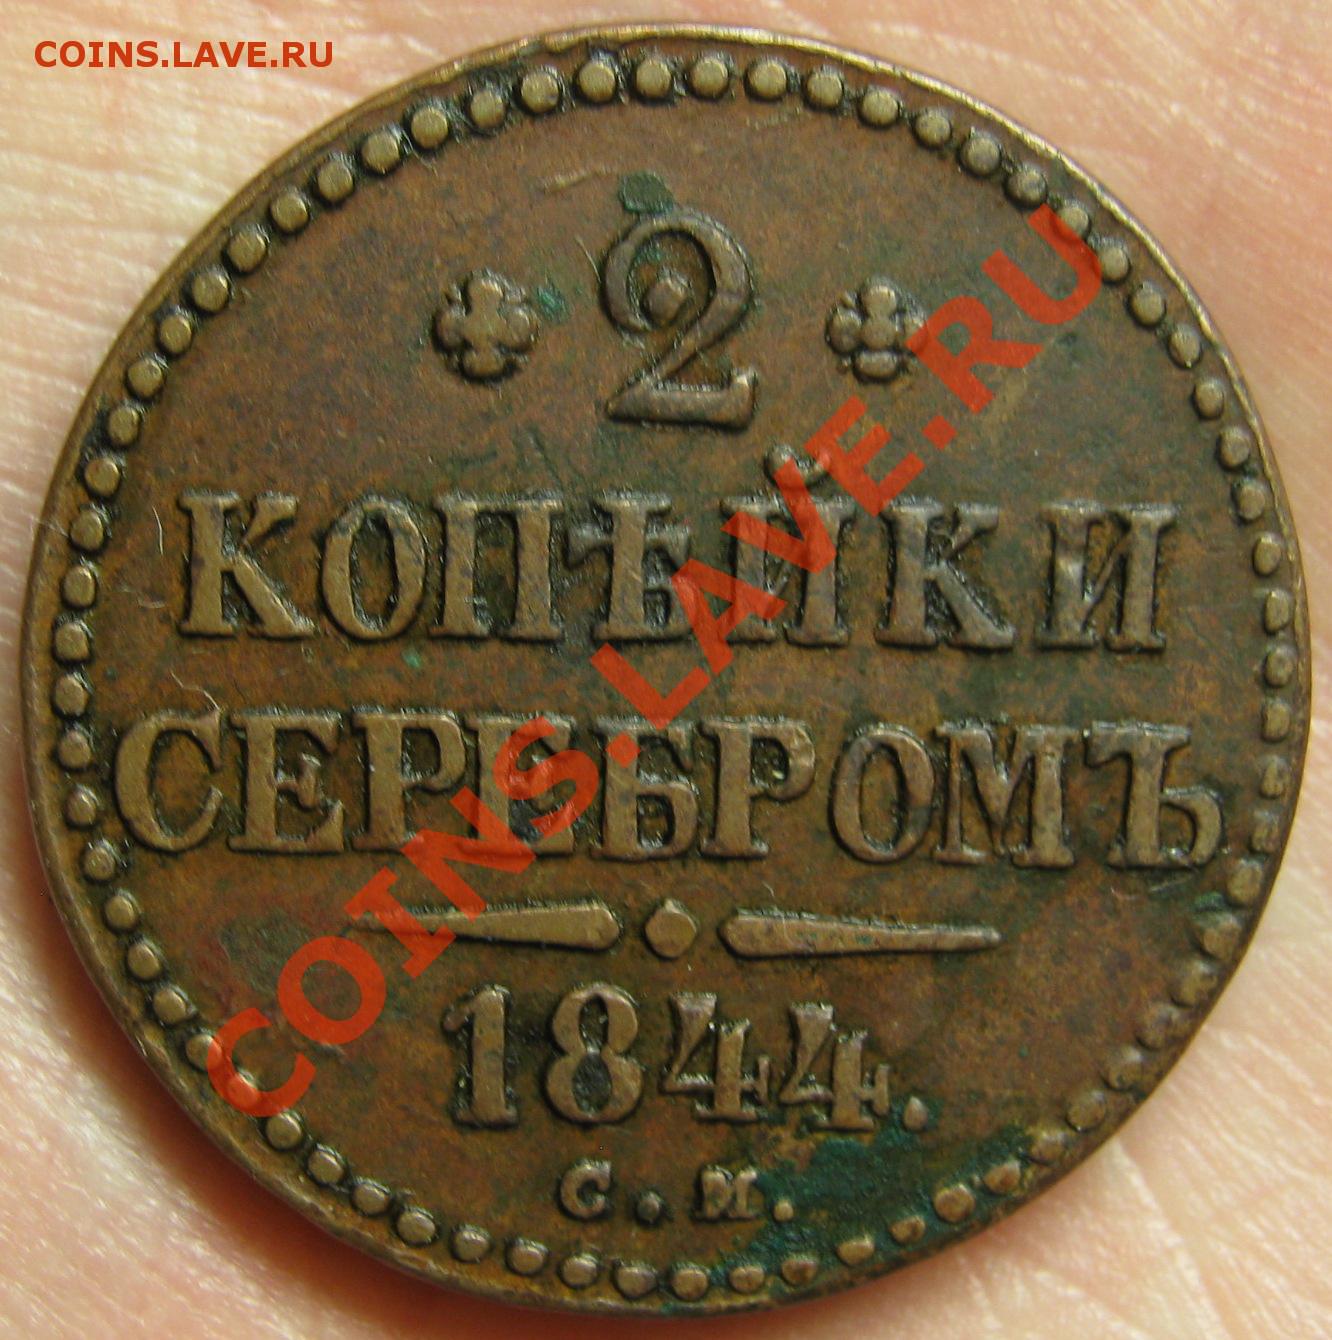 COINS.LAVE.RU
2
КОПѢЙКИ
СЕРЕБРОМЪ
1844.
С.М.
COINS.LAVE.RU